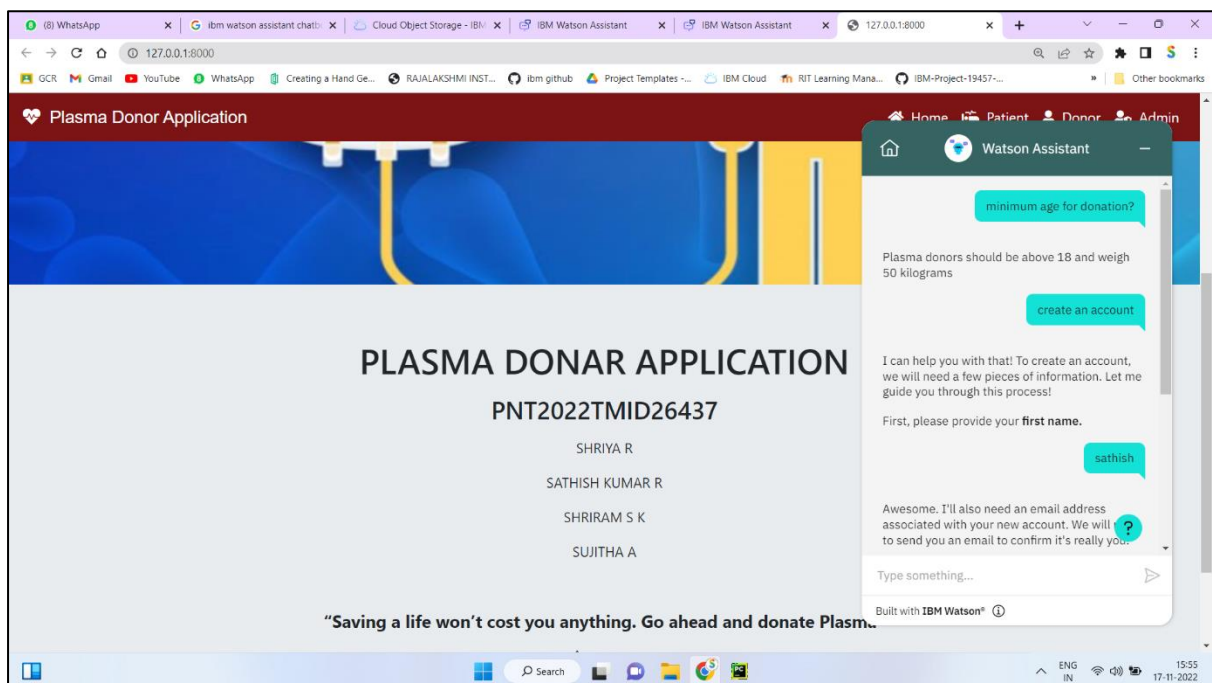 (8) WhatsApp
ibm watson assistant chatb
Cloud Object Storage - IBM
IBM Watson Assistant
IBM Watson Assistant
127.0.0.1:8000
127.0.0.1:8000
GCR
Gmail
YouTube
WhatsApp
Creating a Hand Ge...
RAJALAKSHMI INST...
ibm github
Project Templates -...
IBM Cloud
RIT Learning Mana...
IBM-Project-19457-...
»
Other bookmarks
Plasma Donor Application
Home
Patient
Donor
Admin
Watson Assistant
minimum age for donation?
Plasma donors should be above 18 and weigh
50 kilograms
create an account
I can help you with that! To create an account,
we will need a few pieces of information. Let me
guide you through this process!
First, please provide your first name.
sathish
Awesome. I'll also need an email address
associated with your new account. We will
to send you an email to confirm it's really you.
?
Type something...
Built with IBM Watson®
PLASMA DONAR APPLICATION
PNT2022TMID26437
SHRIYA R
SATHISH KUMAR R
SHRIRAM S K
SUJITHA A
“Saving a life won’t cost you anything. Go ahead and donate Plasma
Search
ENG
IN
15:55
17-11-2022